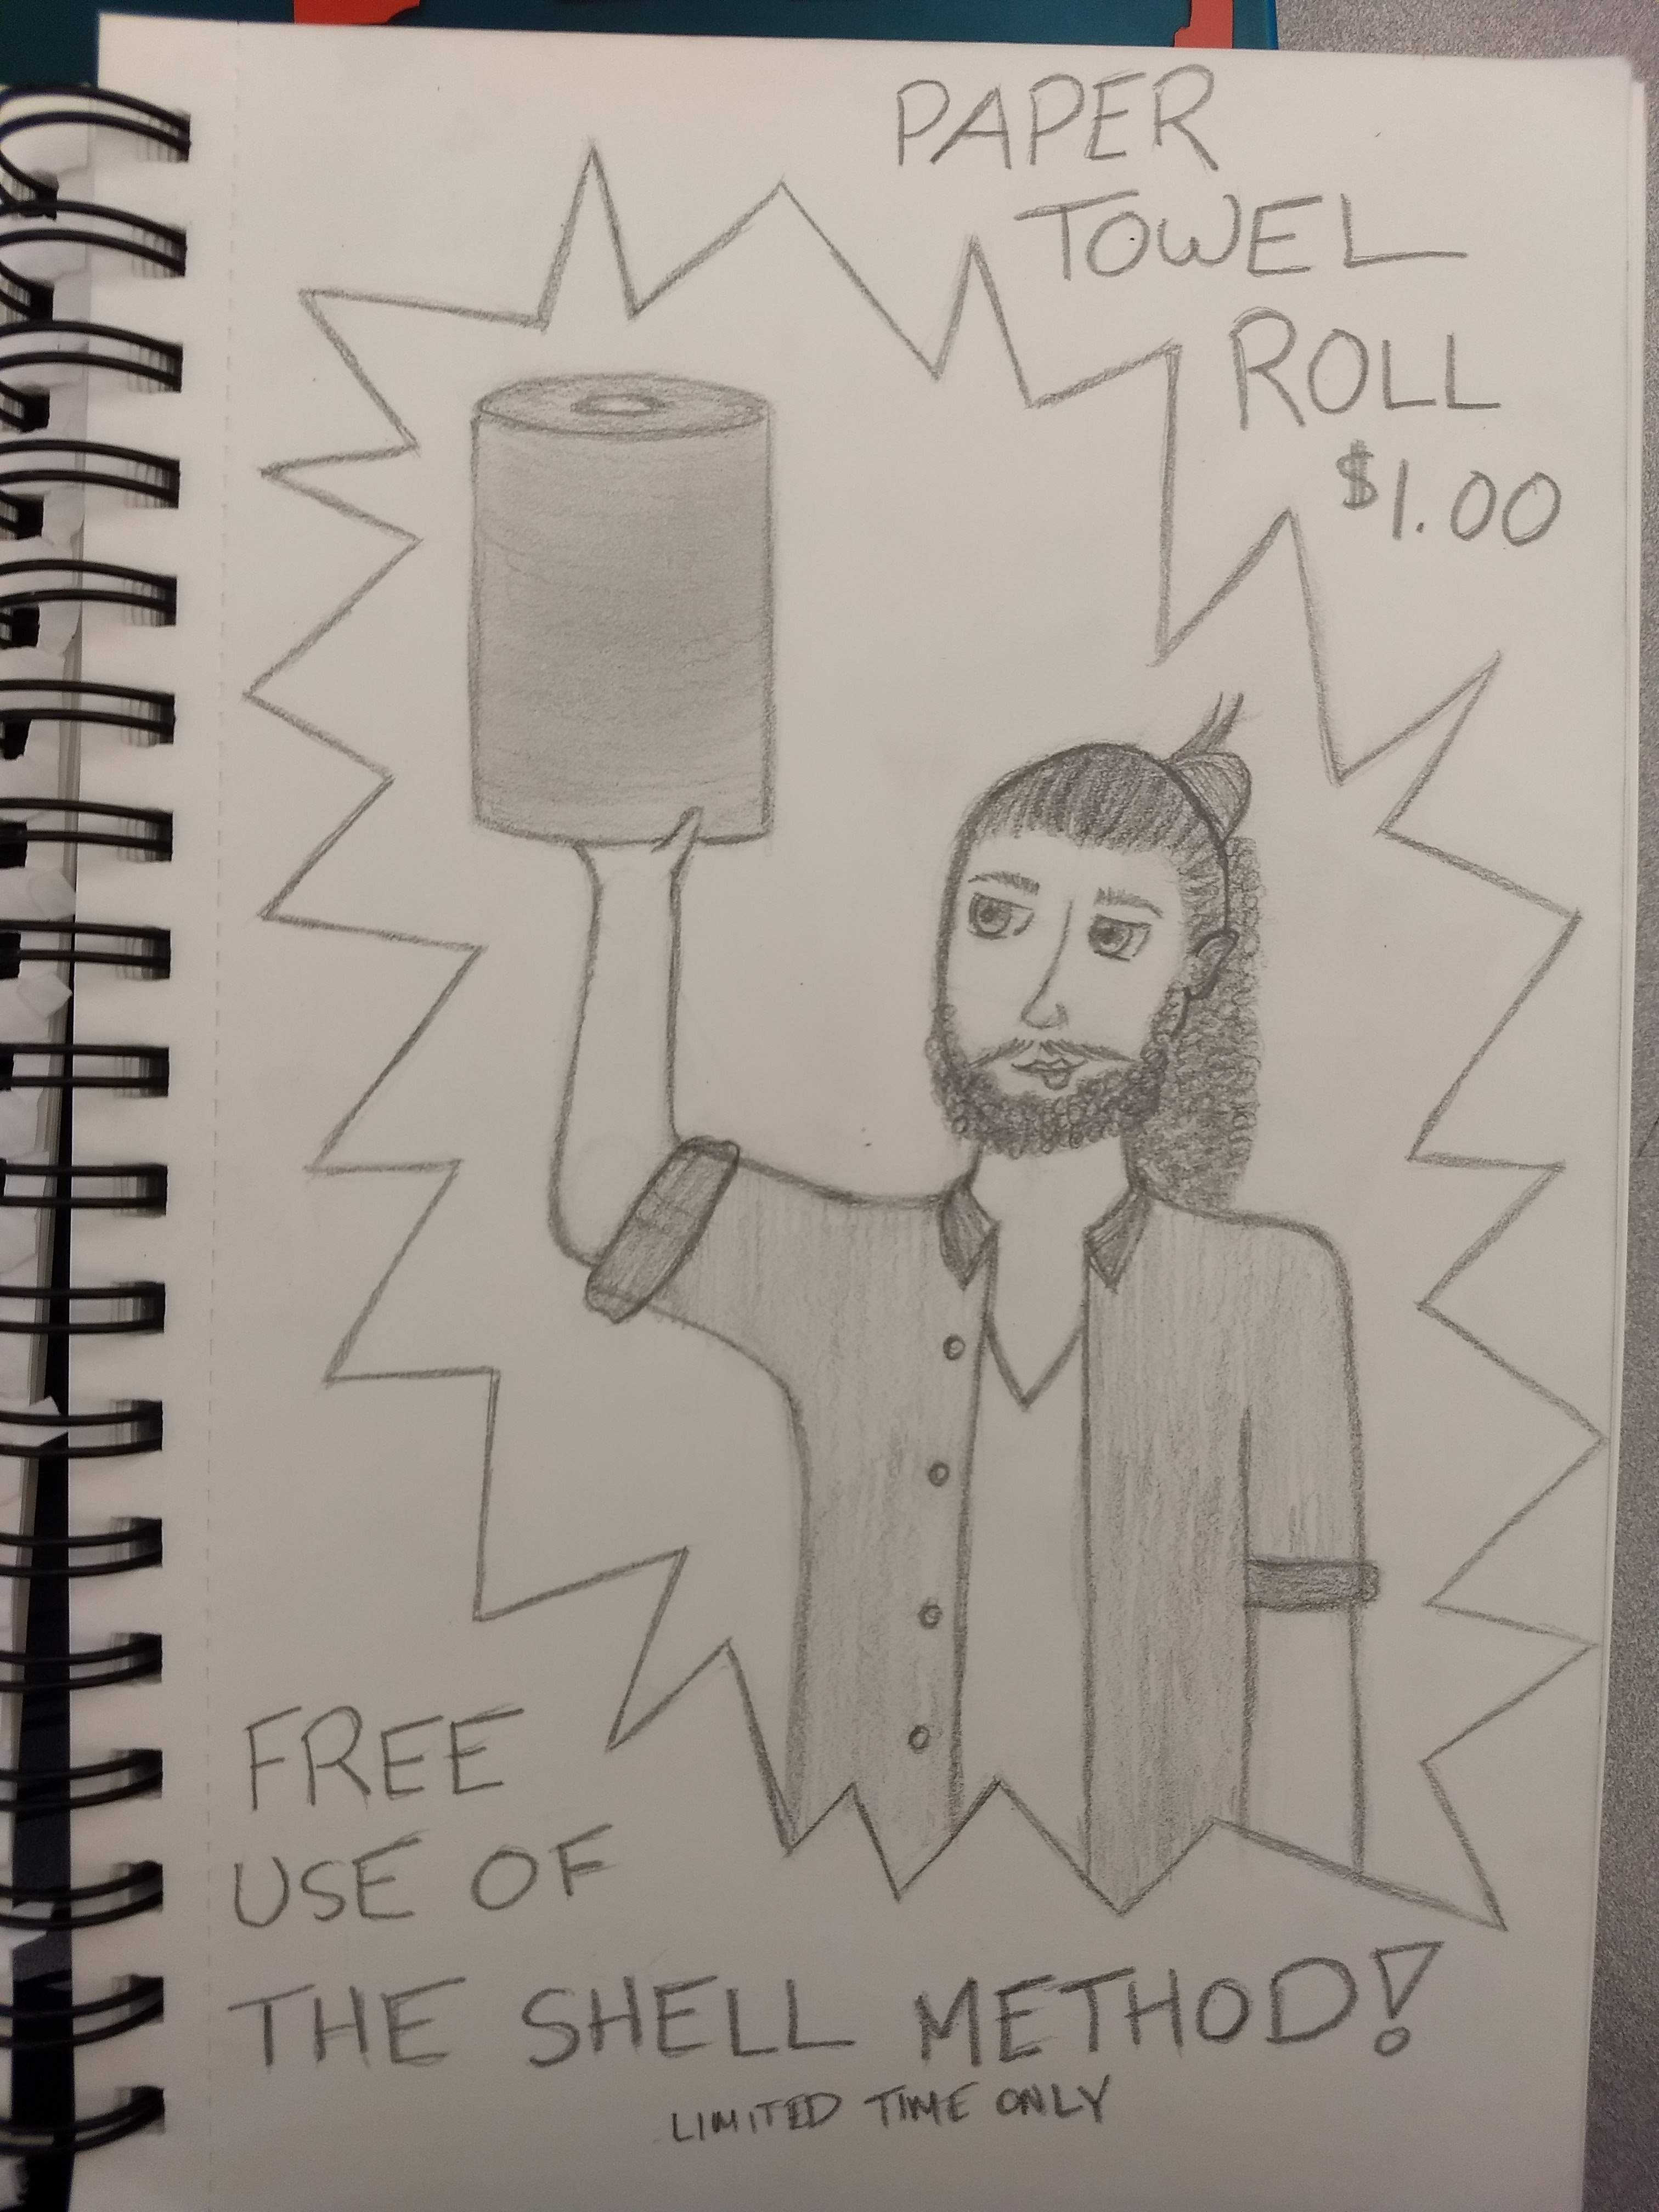 PAPER
TOWEL
ROLL
$1.00
FREE
USE OF
THE SHELL METHOD!
LIMITED TIME ONLY